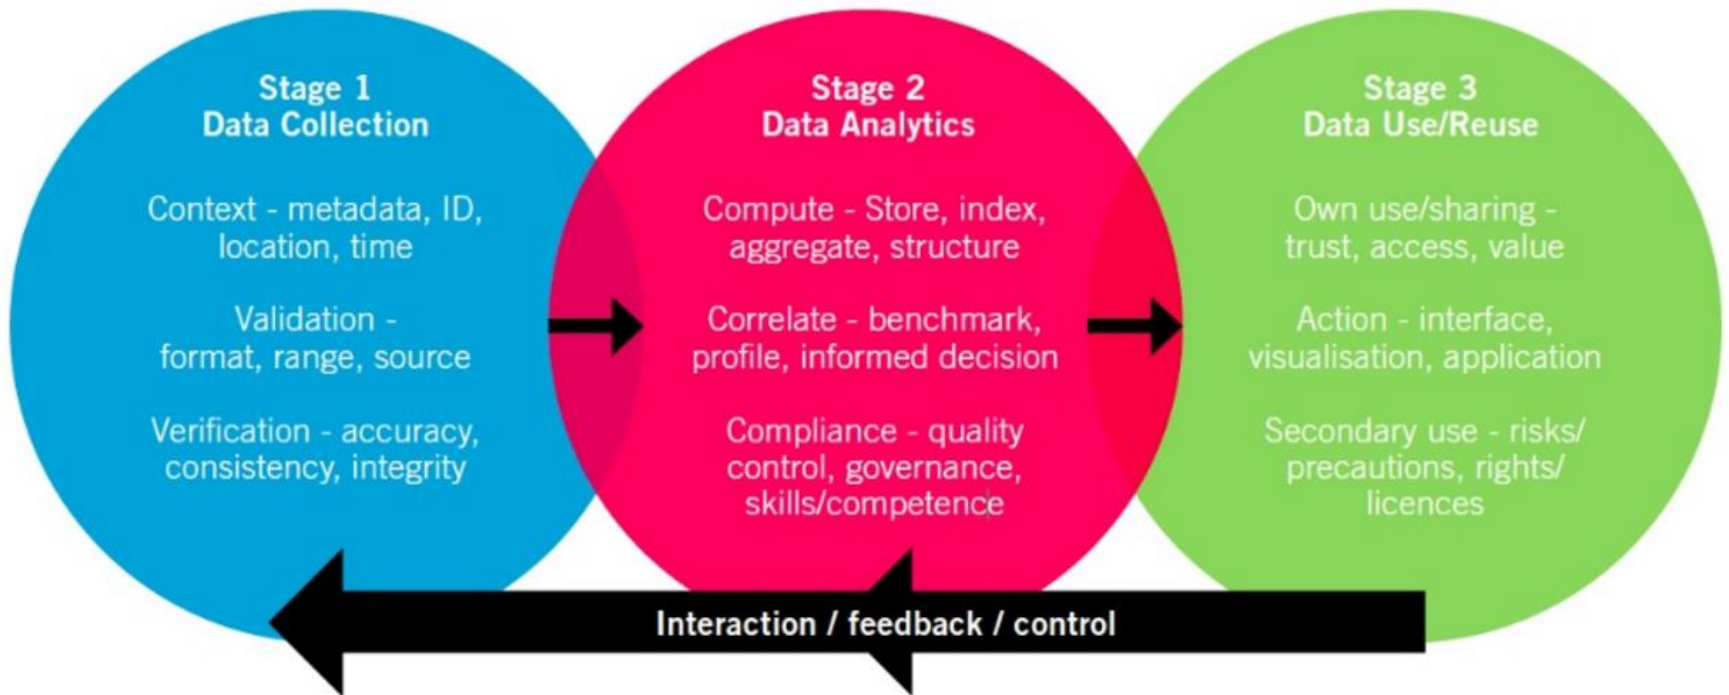 Stage 1
Data Collection
Context - metadata, ID,
location, time
Validation -
format, range, source
Verification - accuracy,
consistency, integrity
Stage 2
Data Analytics
Compute - Store, index,
aggregate, structure
Correlate - benchmark,
profile, informed decision
Compliance - quality
control, governance,
skills/competence
Stage 3
Data Use/Reuse
Own use/sharing -
trust, access, value
Action - interface,
visualisation, application
Secondary use - risks/
precautions, rights/
licences
Interaction / feedback / control